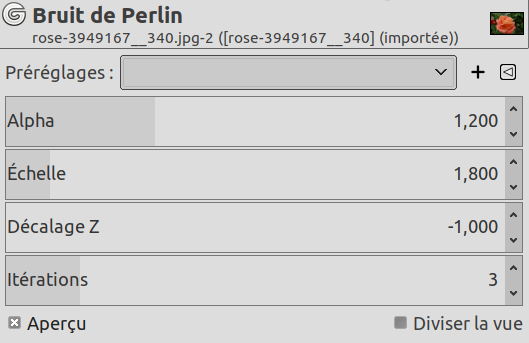 Bruit de Perlin
rose-3949167__340.jpg-2 ([rose-3949167__340] (importée))
Préréglages :
Alpha 1,200
Échelle 1,800
Décalage Z -1,000
Itérations 3
Aperçu Diviser la vue